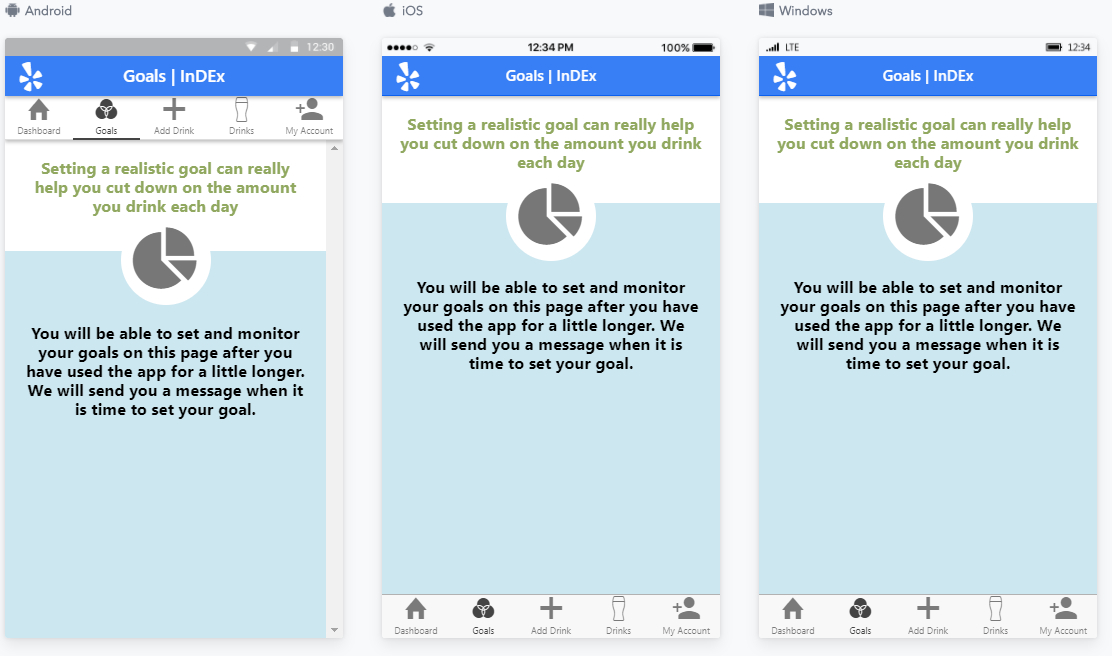 Android
12:30
Goals | InDEx
Dashboard
Goals
Add Drink
Drinks
My Account
Setting a realistic goal can really
help you cut down on the amount
you drink each day
You will be able to set and monitor
your goals on this page after you
have used the app for a little longer.
We will send you a message when it
is time to set your goal.
iOS
12:34 PM
100%
Goals | InDEx
Setting a realistic goal can really help
you cut down on the amount you drink
each day
You will be able to set and monitor
your goals on this page after you have
used the app for a little longer. We
will send you a message when it is
time to set your goal.
Dashboard
Goals
Add Drink
Drinks
My Account
Windows
LTE
12:34
Goals | InDEx
Setting a realistic goal can really help
you cut down on the amount you drink
each day
You will be able to set and monitor
your goals on this page after you have
used the app for a little longer. We
will send you a message when it is
time to set your goal.
Dashboard
Goals
Add Drink
Drinks
My Account